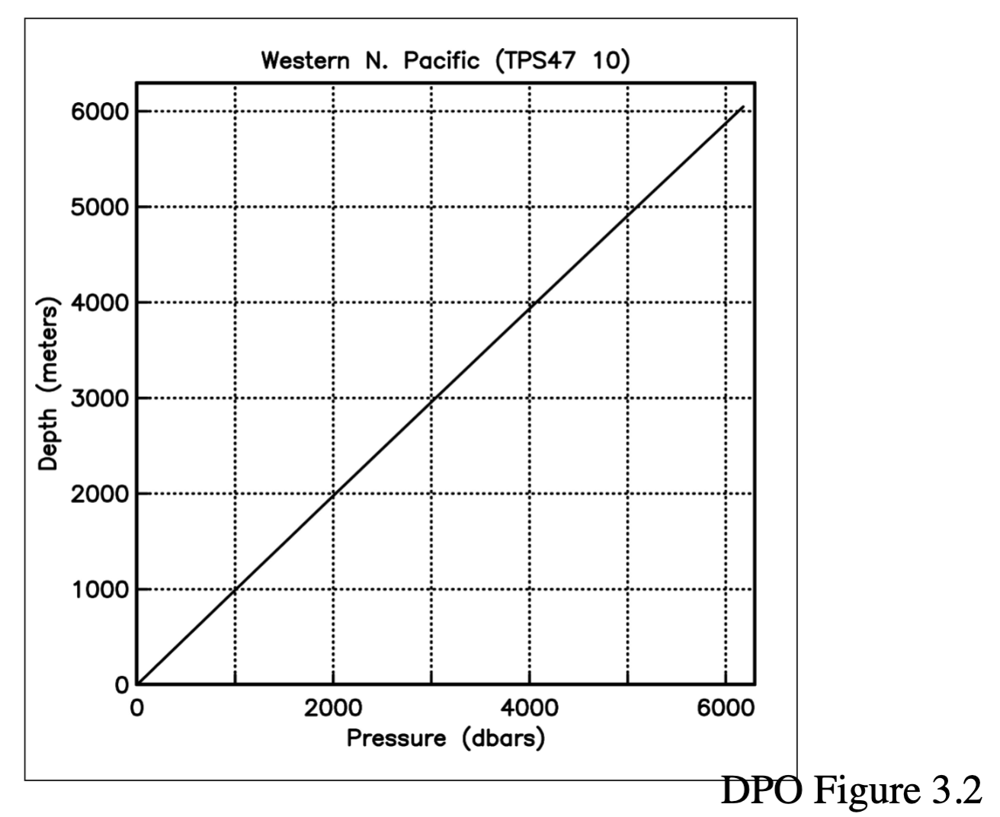 Western N. Pacific (TPS47 10)
6000
5000
4000
3000
2000
1000
0
Depth (meters)
0 2000 4000 6000
Pressure (dbars)
DPO Figure 3.2